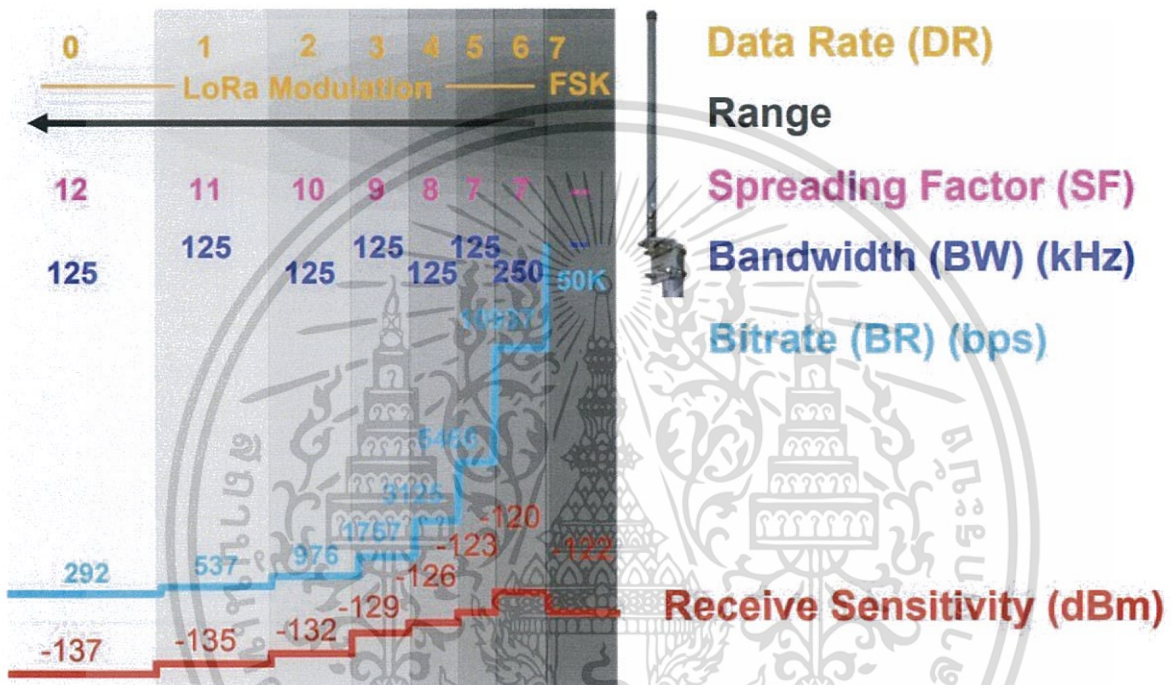 0 1 2 3 4 5 6 7 Data Rate (DR)
LoRa Modulation FSK
Range
12 11 10 9 8 7 7 -- Spreading Factor (SF)
125 125 125 125 125 125 250 -- Bandwidth (BW) (kHz)
50K
Bitrate (BR) (bps)
3125
292 537 976 1757
-120
-123 -122
-126
-129
-137 -135 -132
Receive Sensitivity (dBm)